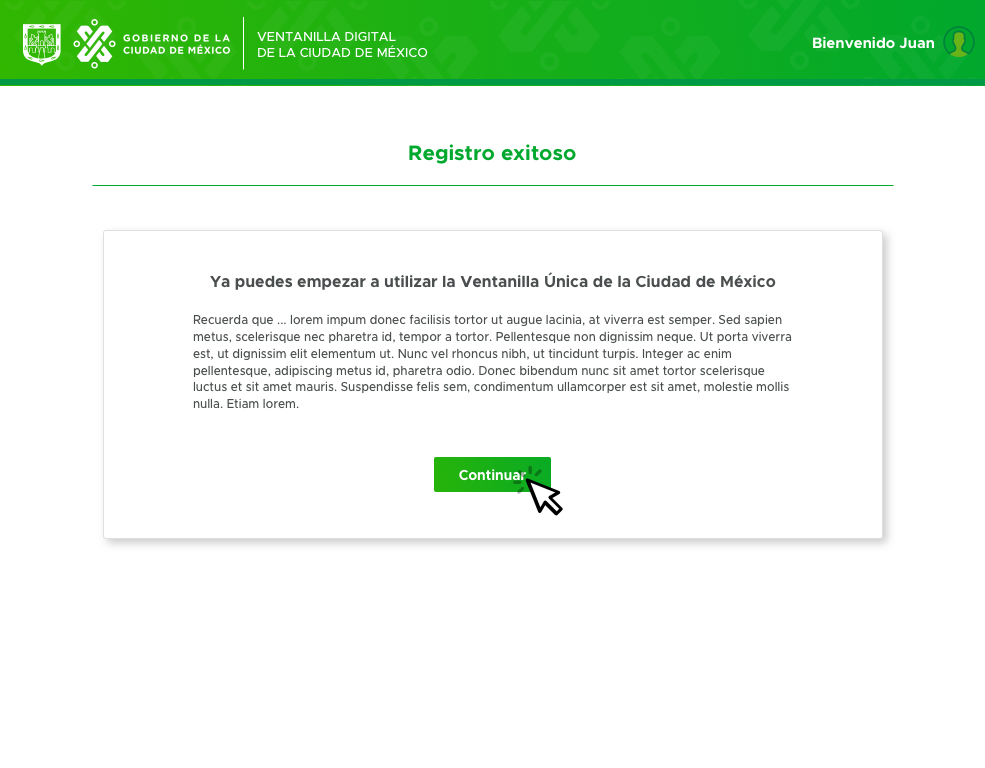 GOBIERNO DE LA
CIUDAD DE MÉXICO
VENTANILLA DIGITAL
DE LA CIUDAD DE MÉXICO
Bienvenido Juan
Registro exitoso
Ya puedes empezar a utilizar la Ventanilla Única de la Ciudad de México
Recuerda que ... lorem impum donec facilisis tortor ut augue lacinia, at viverra est semper. Sed sapien
metus, scelerisque nec pharetra id, tempor a tortor. Pellentesque non dignissim neque. Ut porta viverra
est, ut dignissim elit elementum ut. Nunc vel rhoncus nibh, ut tincidunt turpis. Integer ac enim
pellentesque, adipiscing metus id, pharetra odio. Donec bibendum nunc sit amet tortor scelerisque
luctus et sit amet mauris. Suspendisse felis sem, condimentum ullamcorper est sit amet, molestie mollis
nulla. Etiam lorem.
Continuar